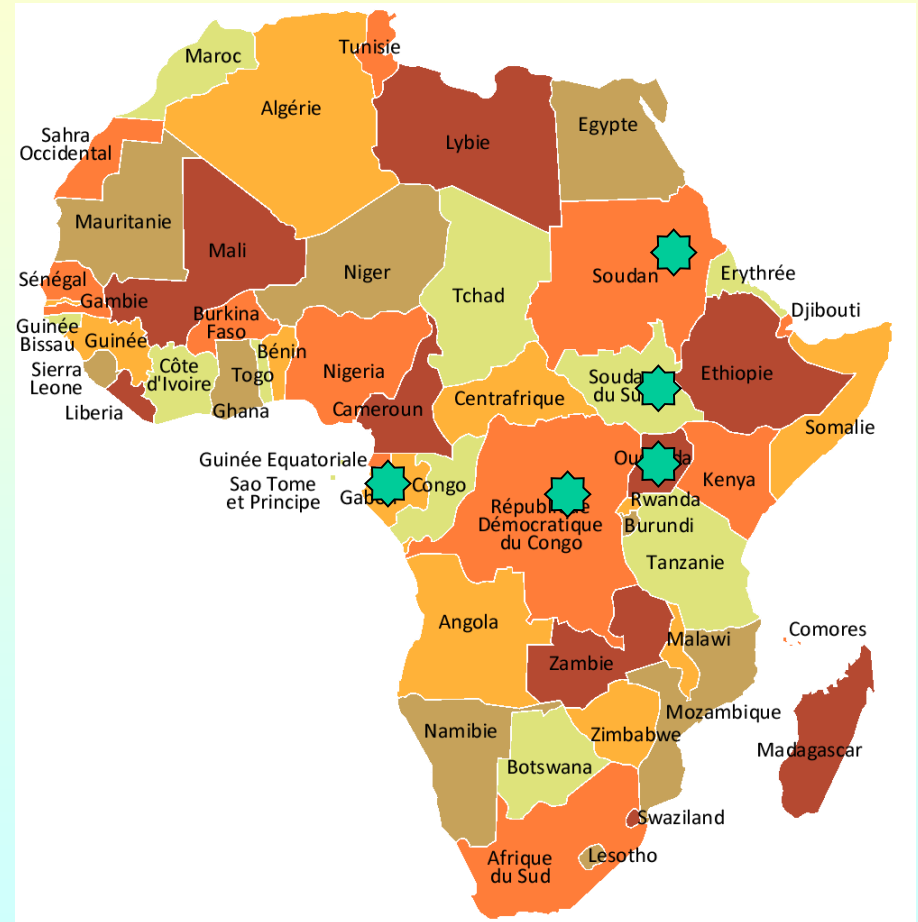 Maroc
Tunisie
Algérie
Lybie
Egypte
Sahra
Occidental
Mauritanie
Mali
Niger
Tchad
Soudan
Erythrée
Djibouti
Sénégal
Gambie
Guinée
Bissau
Guinée
Sierra
Leone
Liberia
Côte
d'Ivoire
Burkina
Faso
Ghana
Togo
Bénin
Nigeria
Cameroun
Centrafrique
du
Ethiopie
Somalie
Guinée Equatoriale
Sao Tome
et Principe
Congo
République
Démocratique
du Congo
Kenya
Rwanda
Burundi
Tanzanie
Angola
Zambie
Malawi
Comores
Mozambique
Madagascar
Namibie
Zimbabwe
Botswana
Swaziland
Lesotho
Afrique
du Sud